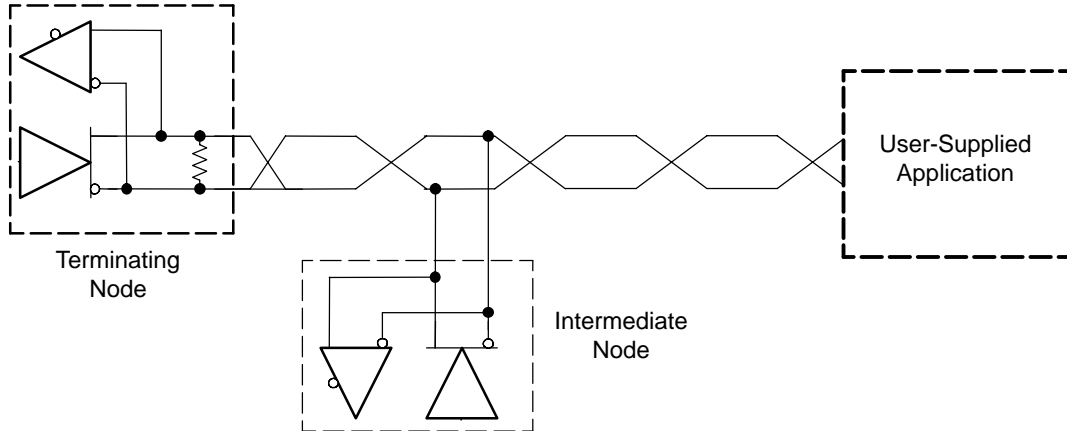 Terminating
Node
Intermediate
Node
User-Supplied
Application